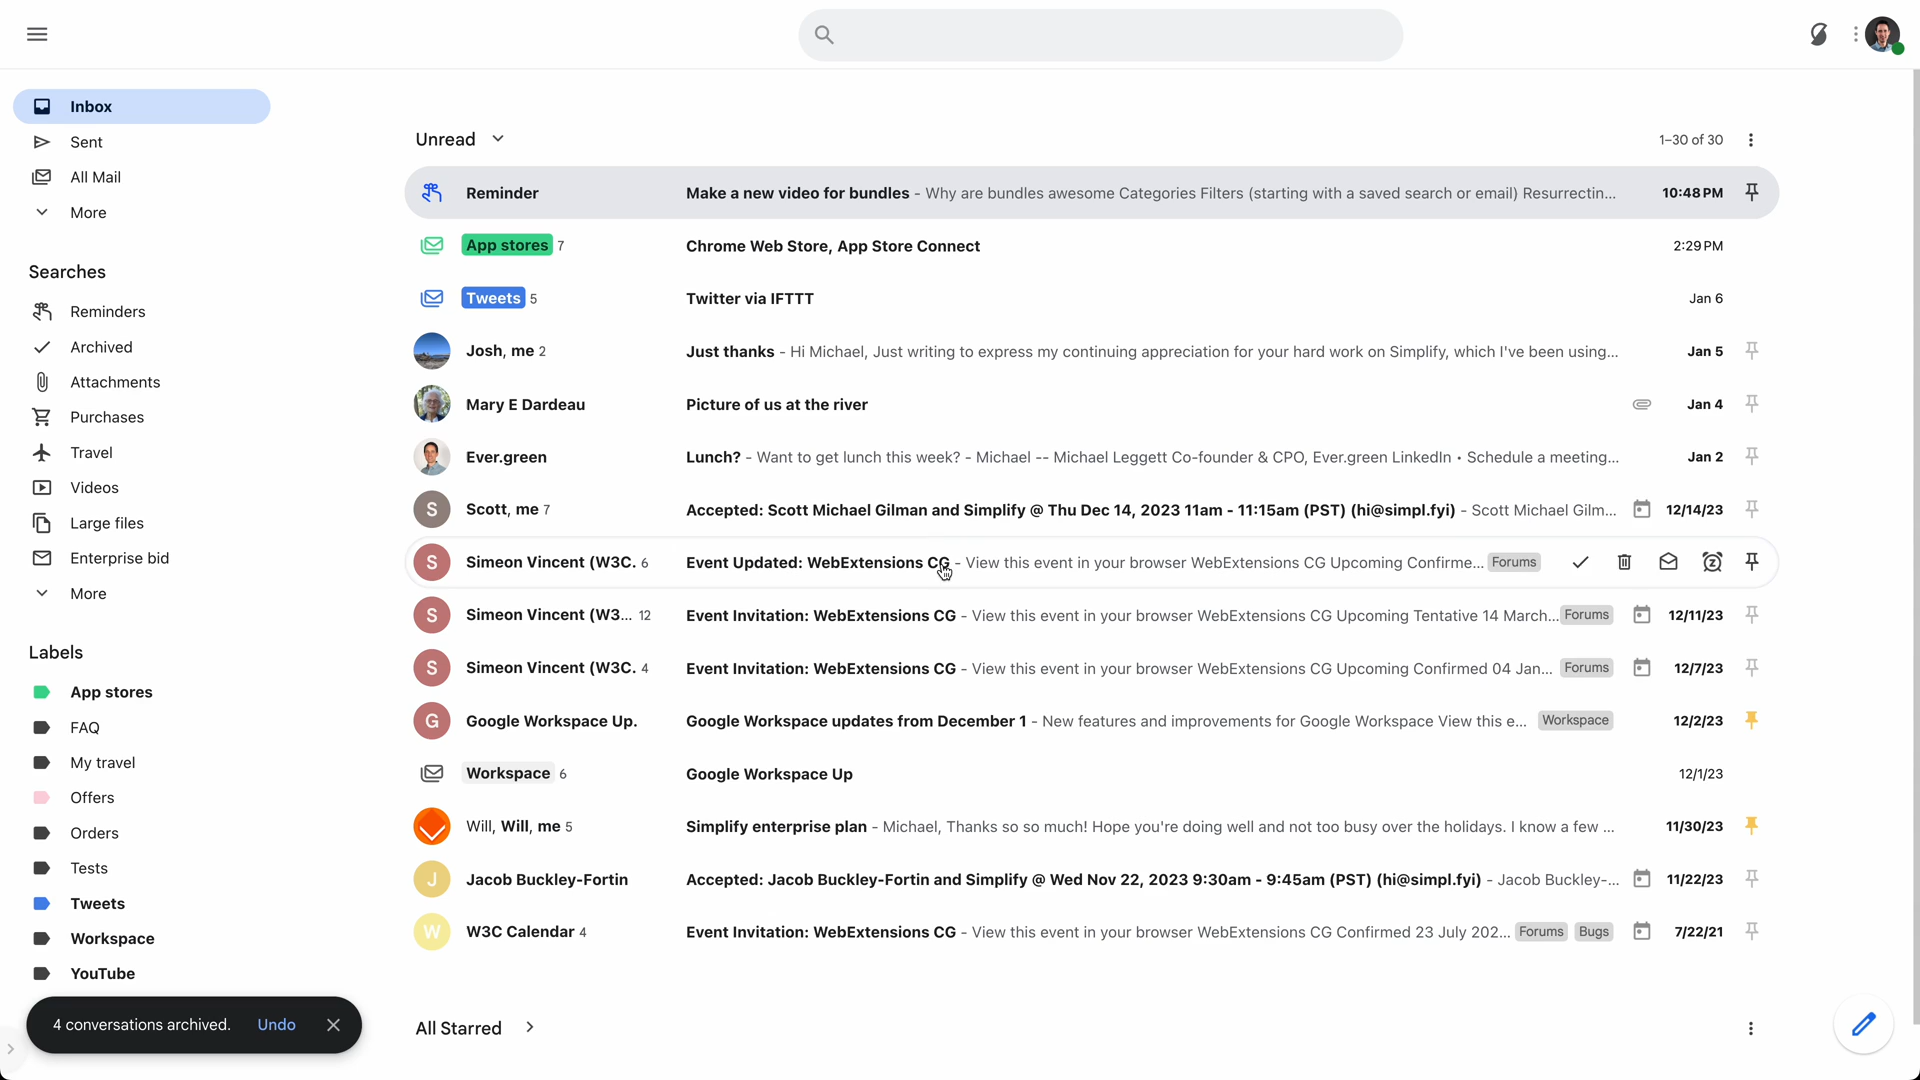 Inbox
Sent
All Mail
More
Searches
Reminders
Archived
Attachments
Purchases
Travel
Videos
Large files
Enterprise bid
More
Labels
App stores
FAQ
My travel
Offers
Orders
Tests
Tweets
Workspace
YouTube
4 conversations archived. Undo
Unread 1–30 of 30
Reminder Make a new video for bundles - Why are bundles awesome Categories Filters (starting with a saved search or email) Resurrectin... 10:48 PM
App stores 7 Chrome Web Store, App Store Connect 2:29 PM
Tweets 5 Twitter via IFTTT Jan 6
Josh, me 2 Just thanks - Hi Michael, Just writing to express my continuing appreciation for your hard work on Simplify, which I've been using... Jan 5
Mary E Dardeau Picture of us at the river Jan 4
Ever.green Lunch? - Want to get lunch this week? - Michael -- Michael Leggett Co-founder & CPO, Ever.green LinkedIn • Schedule a meeting... Jan 2
S Scott, me 7 Accepted: Scott Michael Gilman and Simplify @ Thu Dec 14, 2023 11am - 11:15am (PST) (hi@simpl.fyi) - Scott Michael Gilm... 12/14/23
S Simeon Vincent (W3C. 6 Event Updated: WebExtensions CG - View this event in your browser WebExtensions CG Upcoming Confirme... Forums
S Simeon Vincent (W3... 12 Event Invitation: WebExtensions CG - View this event in your browser WebExtensions CG Upcoming Tentative 14 March... Forums 12/11/23
S Simeon Vincent (W3C. 4 Event Invitation: WebExtensions CG - View this event in your browser WebExtensions CG Upcoming Confirmed 04 Jan... Forums 12/7/23
G Google Workspace Up. Google Workspace updates from December 1 - New features and improvements for Google Workspace View this e... Workspace 12/2/23
Workspace 6 Google Workspace Up 12/1/23
Will, Will, me 5 Simplify enterprise plan - Michael, Thanks so so much! Hope you're doing well and not too busy over the holidays. I know a few ... 11/30/23
J Jacob Buckley-Fortin Accepted: Jacob Buckley-Fortin and Simplify @ Wed Nov 22, 2023 9:30am - 9:45am (PST) (hi@simpl.fyi) - Jacob Buckley-... 11/22/23
W W3C Calendar 4 Event Invitation: WebExtensions CG - View this event in your browser WebExtensions CG Confirmed 23 July 202... Forums Bugs 7/22/21
All Starred